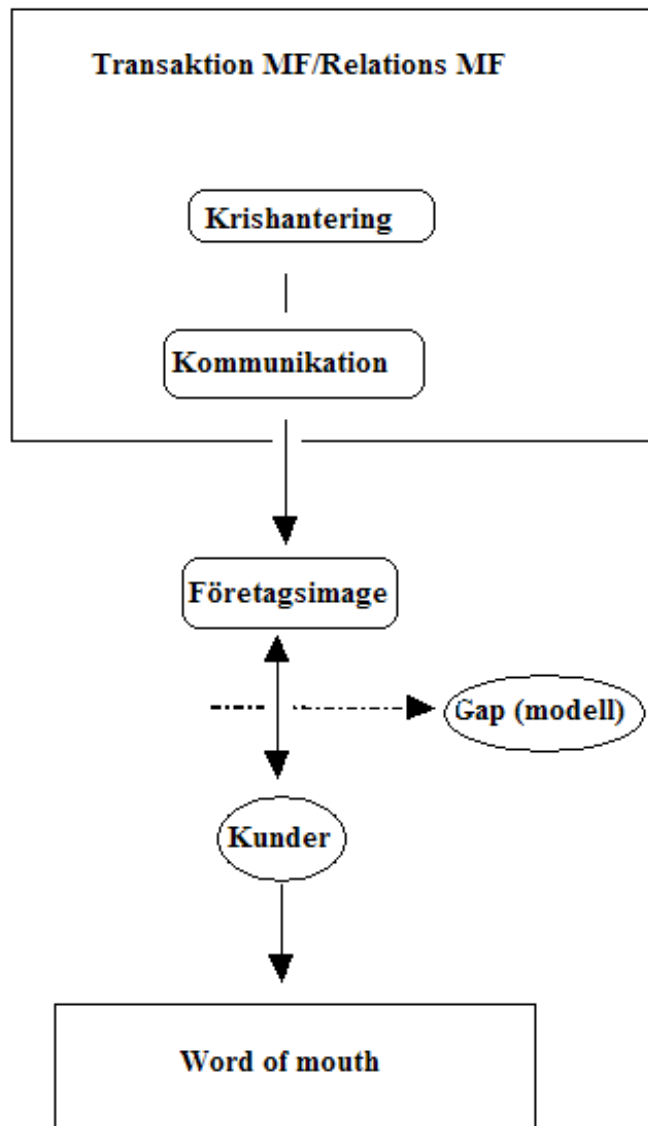 Transaktion MF/Relations MF
Krishantering
Kommunikation
Företagsimage
Gap (modell)
Kunder
Word of mouth